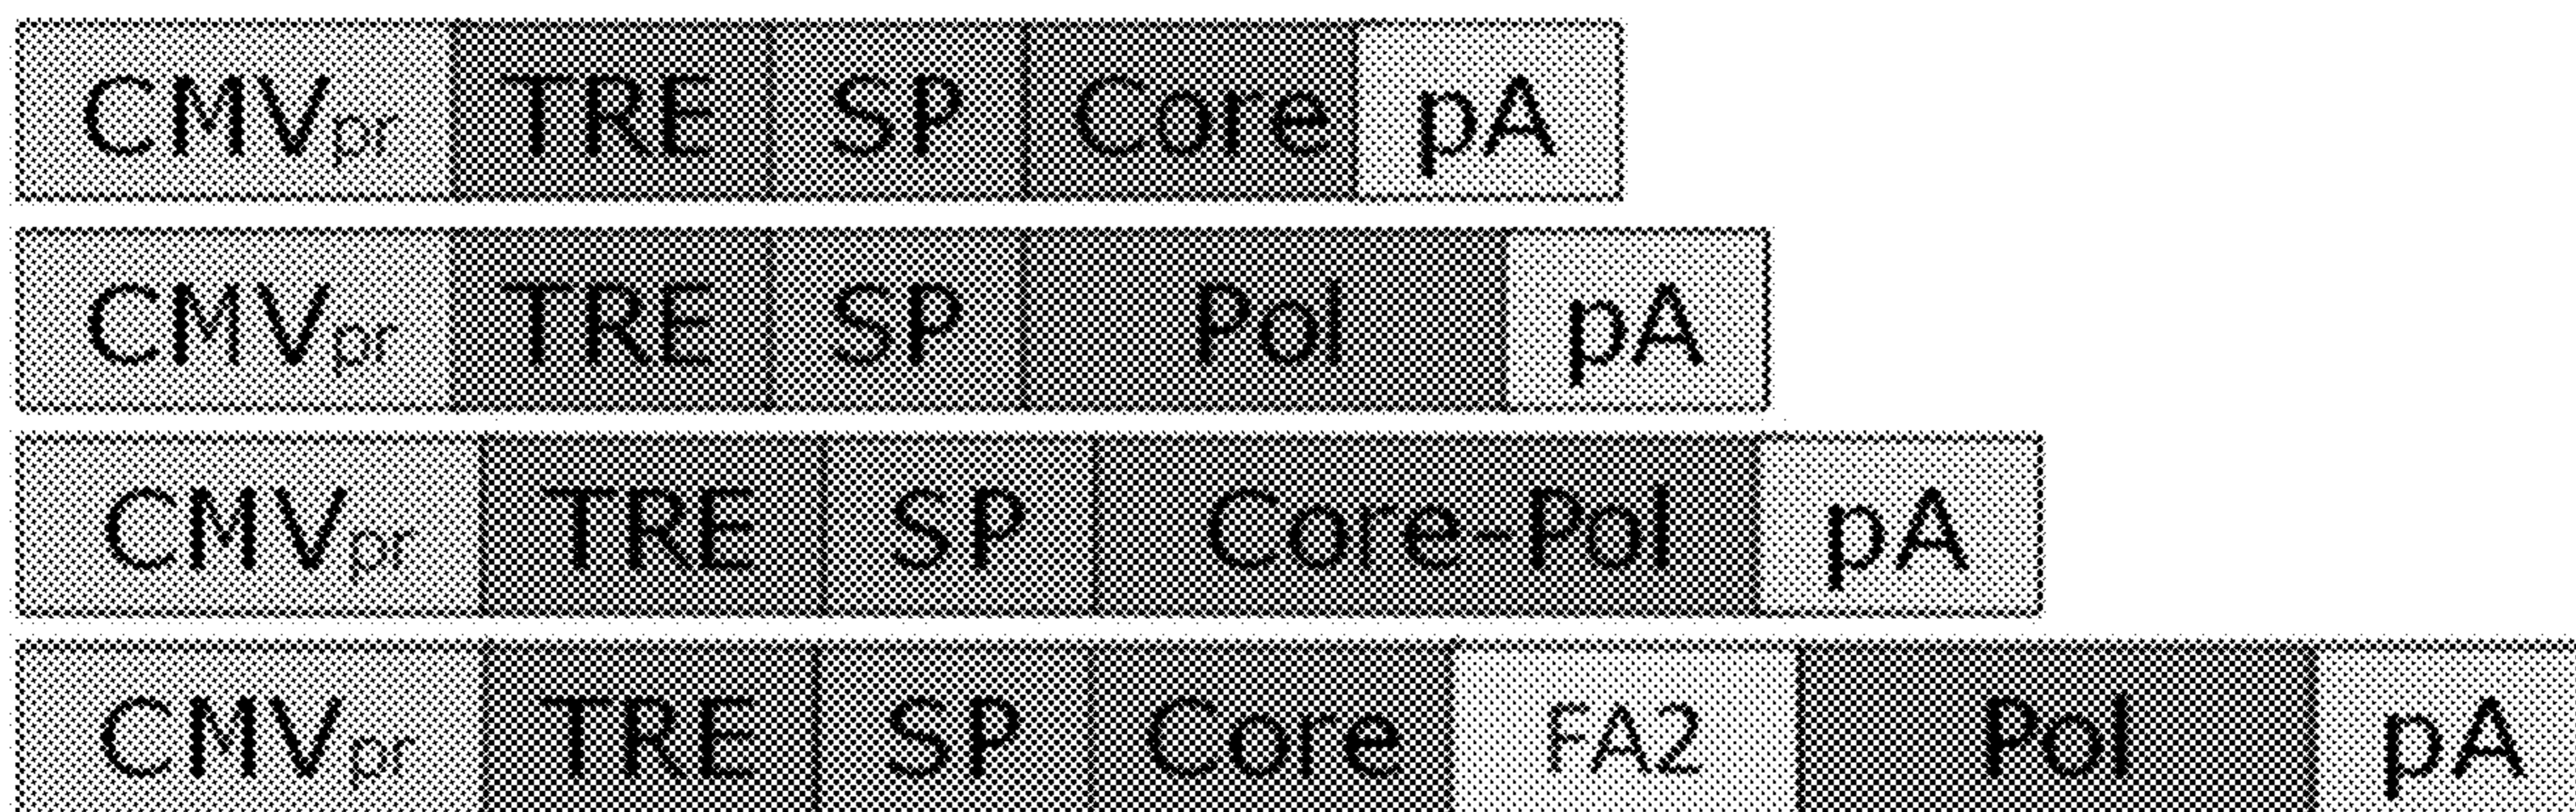 CMVpr TRE SP Core pA
CMVpr TRE SP Pol pA
CMVpr TRE SP Core-Pol pA
CMVpr TRE SP Core FA2 Pol pA